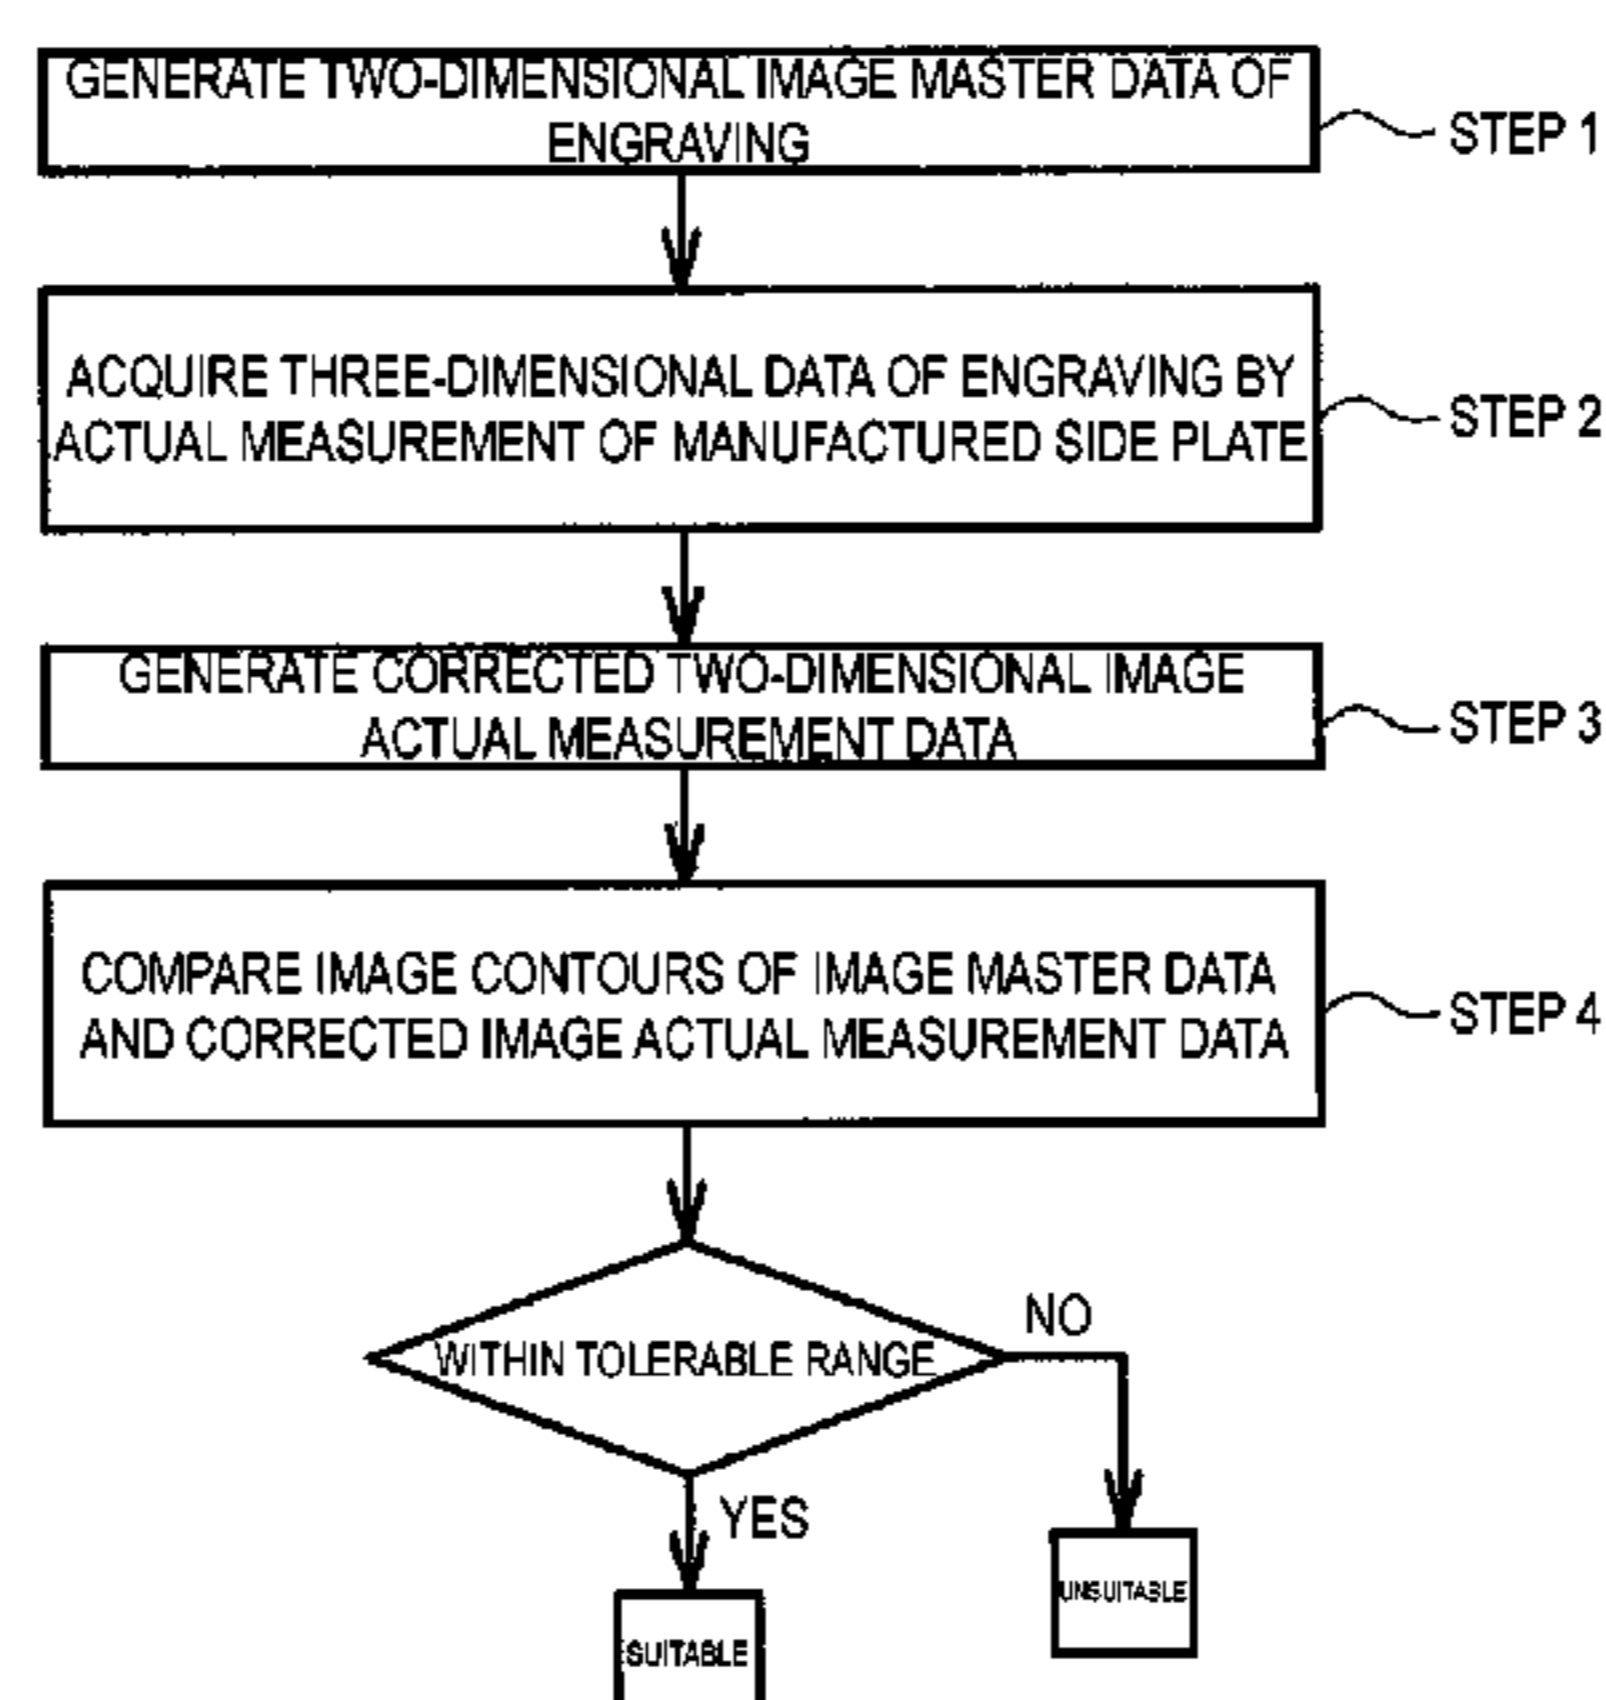 GENERATE TWO-DIMENSIONAL IMAGE MASTER DATA OF
ENGRAVING
STEP 1
ACQUIRE THREE-DIMENSIONAL DATA OF ENGRAVING BY
ACTUAL MEASUREMENT OF MANUFACTURED SIDE PLATE
STEP 2
GENERATE CORRECTED TWO-DIMENSIONAL IMAGE
ACTUAL MEASUREMENT DATA
STEP 3
COMPARE IMAGE CONTOURS OF IMAGE MASTER DATA
AND CORRECTED IMAGE ACTUAL MEASUREMENT DATA
STEP 4
WITHIN TOLERABLE RANGE
NO
YES
UNSUITABLE
SUITABLE